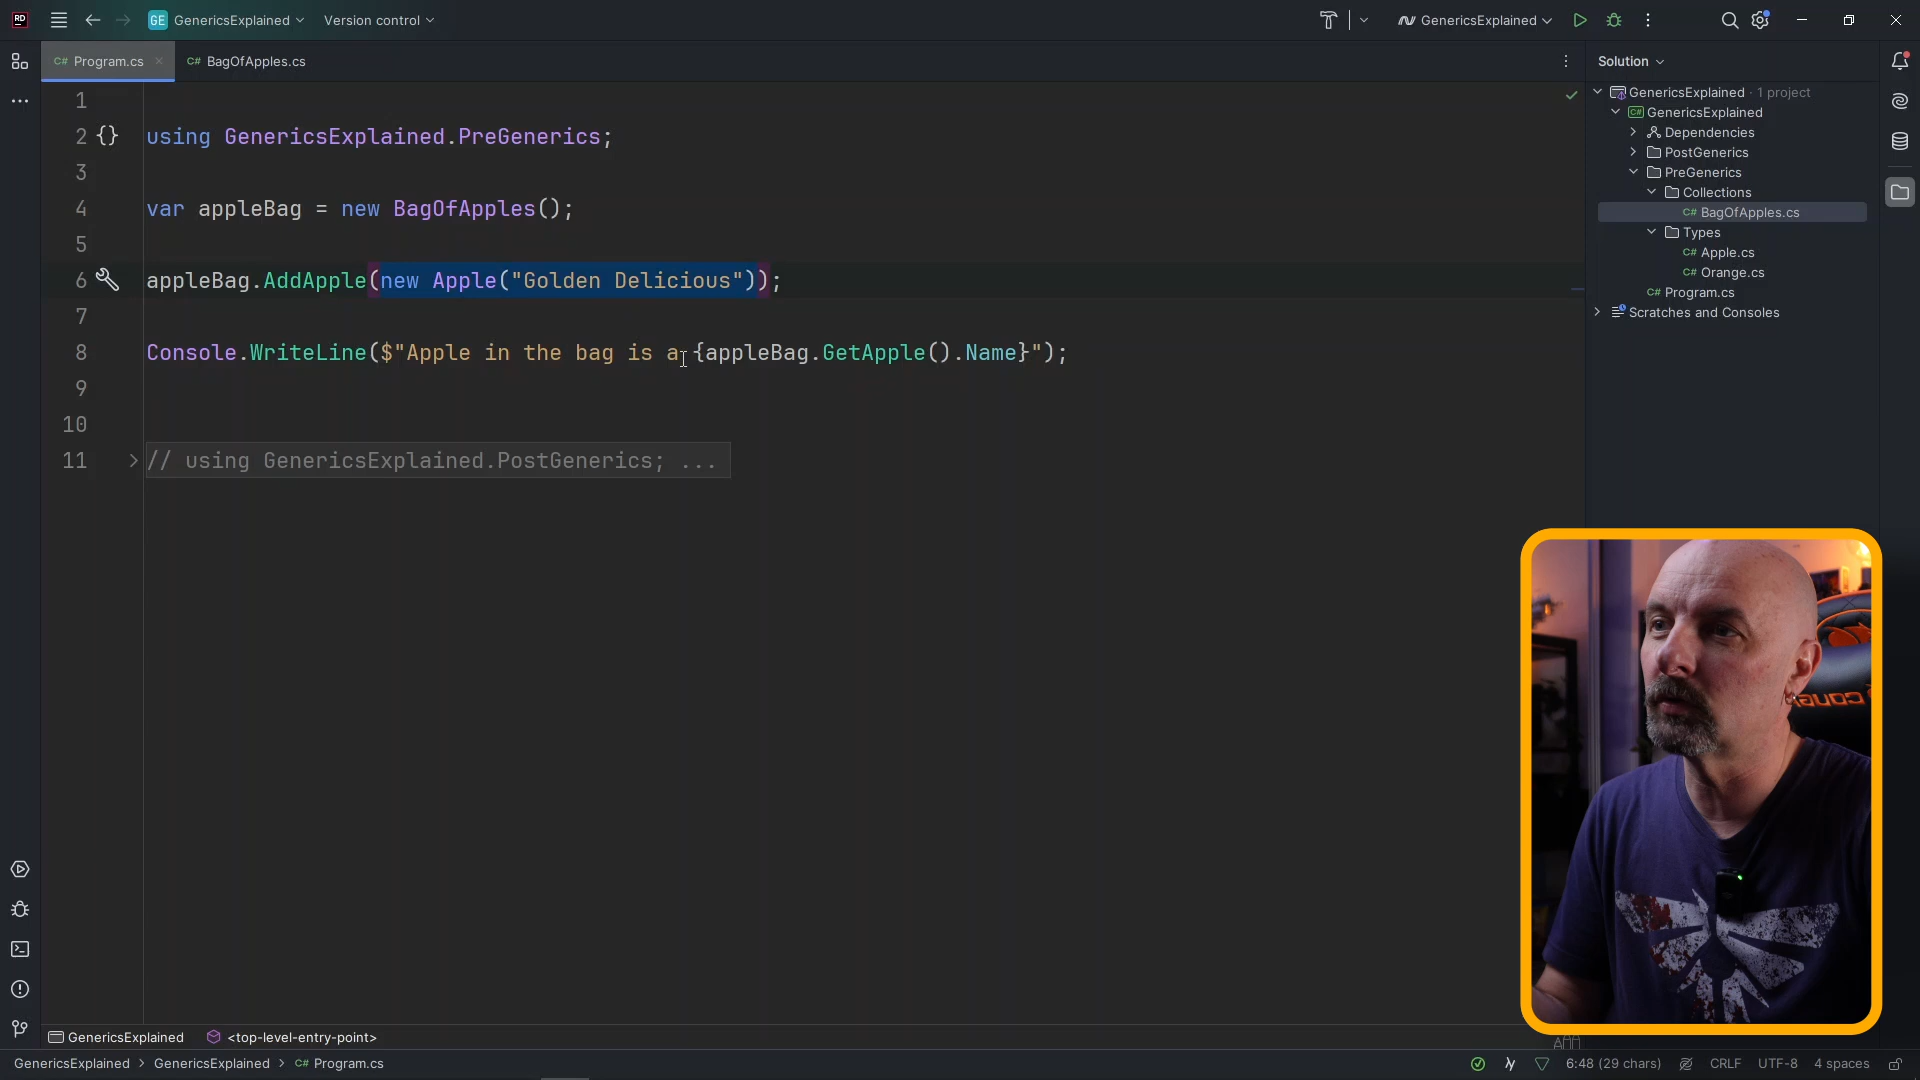 RD
GE GenericsExplained Version control
GenericsExplained
C# Program.cs
C# BagOfApples.cs
Solution
1
2 {} using GenericsExplained.PreGenerics;
3
4 var appleBag = new BagOfApples();
5
6 appleBag.AddApple(new Apple("Golden Delicious"));
7
8 Console.WriteLine($"Apple in the bag is a {appleBag.GetApple().Name}");
9
10
11 // using GenericsExplained.PostGenerics; ...
GenericsExplained · 1 project
C# GenericsExplained
Dependencies
PostGenerics
PreGenerics
Collections
C# BagOfApples.cs
Types
C# Apple.cs
C# Orange.cs
C# Program.cs
Scratches and Consoles
COUG
GenericsExplained <top-level-entry-point>
GenericsExplained > GenericsExplained > C# Program.cs
6:48 (29 chars) CRLF UTF-8 4 spaces